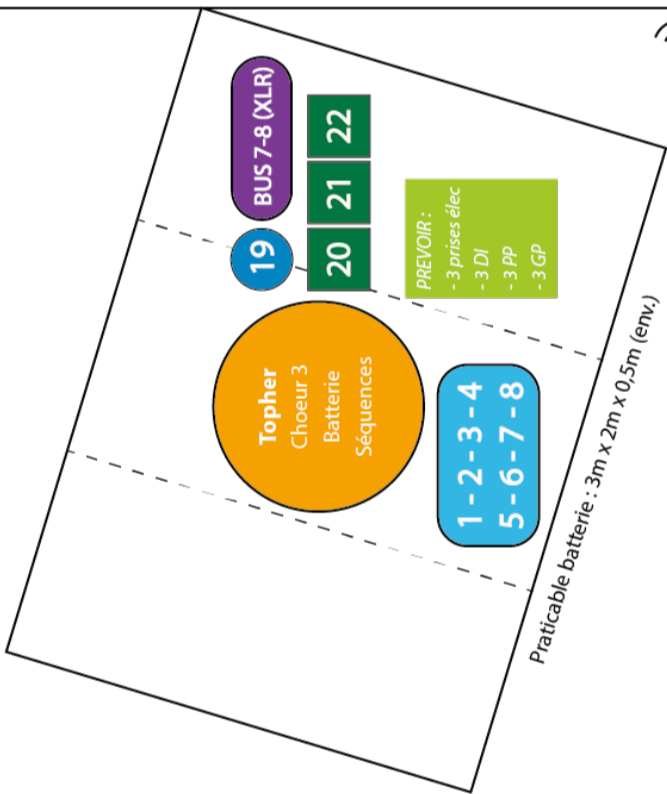 BUS 7-8 (XLR)
19
20 21 22
Topher
Choeur 3
Batterie
Séquences
PREVOIR :
- 3 prises élec
- 3 DI
- 3 PP
- 3 GP
1 - 2 - 3 - 4
5 - 6 - 7 - 8
Praticable batterie : 3m x 2m x 0,5m (env.)